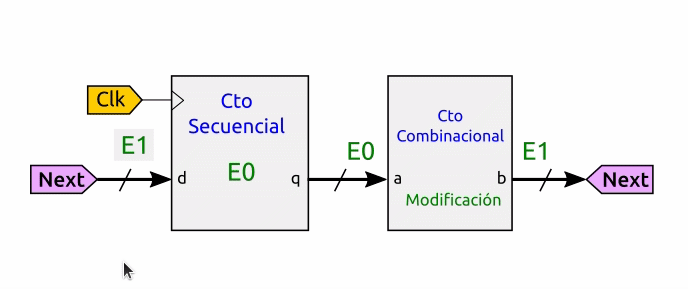 Clk
Cto
Secuencial
Cto
Combinacional
E1
E0
E0
E1
Next
d
q
a
b
Next
Modificación